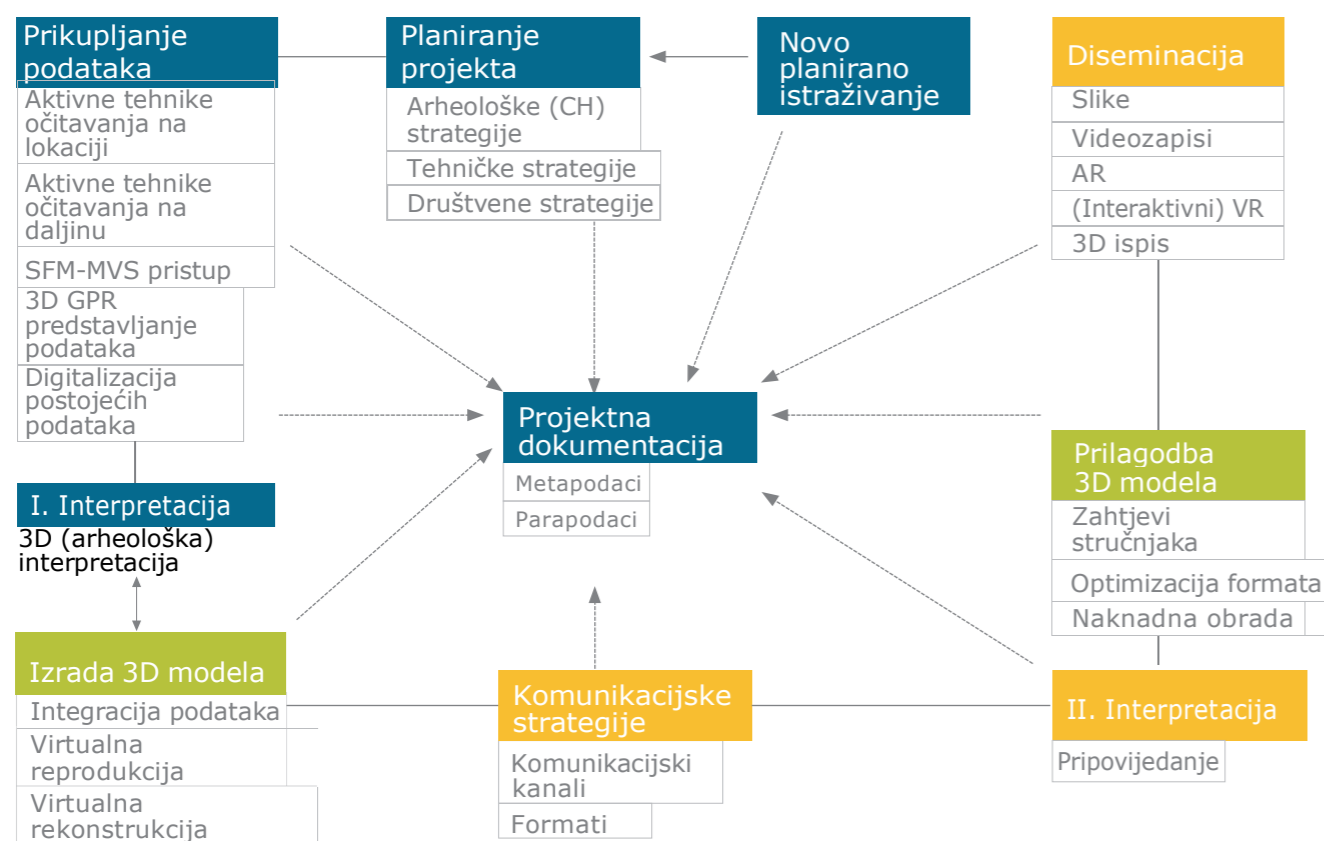 Prikupljanje
podataka
Aktivne tehnike
očitavanja na
lokaciji
Aktivne tehnike
očitavanja na
daljinu
SFM-MVS pristup
3D GPR
predstavljanje
podataka
Digitalizacija
postojećih
podataka
Planiranje
projekta
Arheološke (CH)
strategije
Tehničke strategije
Društvene strategije
Novo
planirano
istraživanje
Diseminacija
Slike
Videozapisi
AR
(Interaktivni) VR
3D ispis
Projektna
dokumentacija
Metapodaci
Parapodaci
Prilagodba
3D modela
Zahtjevi
stručnjaka
Optimizacija formata
Naknadna obrada
I. Interpretacija
3D (arheološka)
interpretacija
Izrada 3D modela
Integracija podataka
Virtualna
reprodukcija
Virtualna
rekonstrukcija
Komunikacijske
strategije
Komunikacijski
kanali
Formati
II. Interpretacija
Pripovijedanje